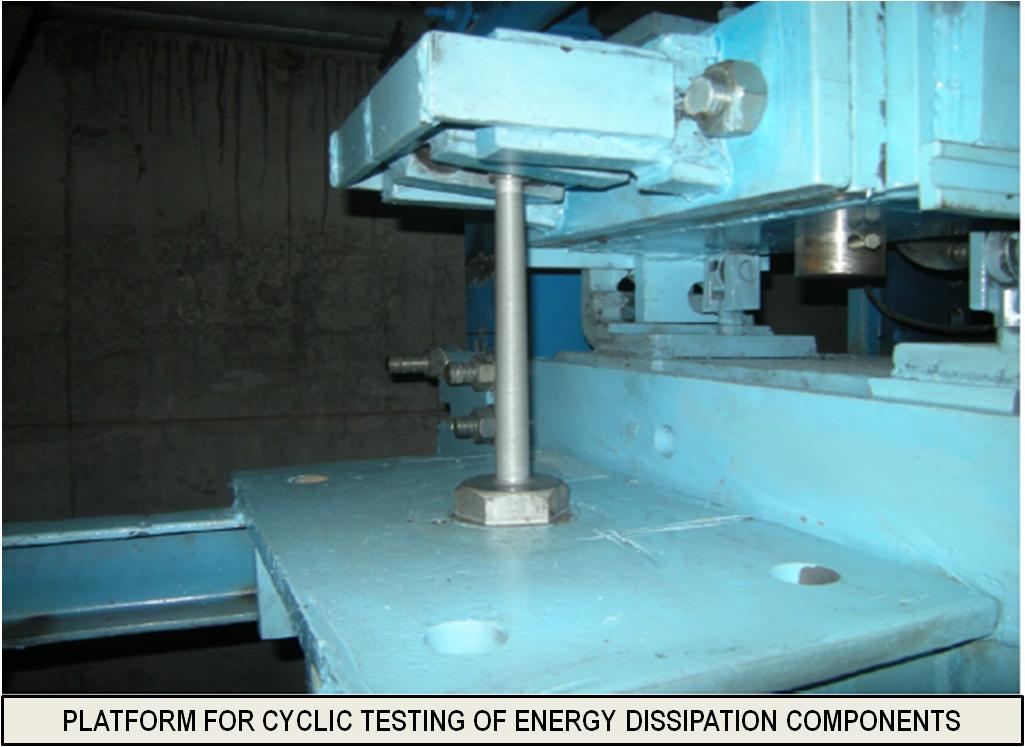 PLATFORM FOR CYCLIC TESTING OF ENERGY DISSIPATION COMPONENTS